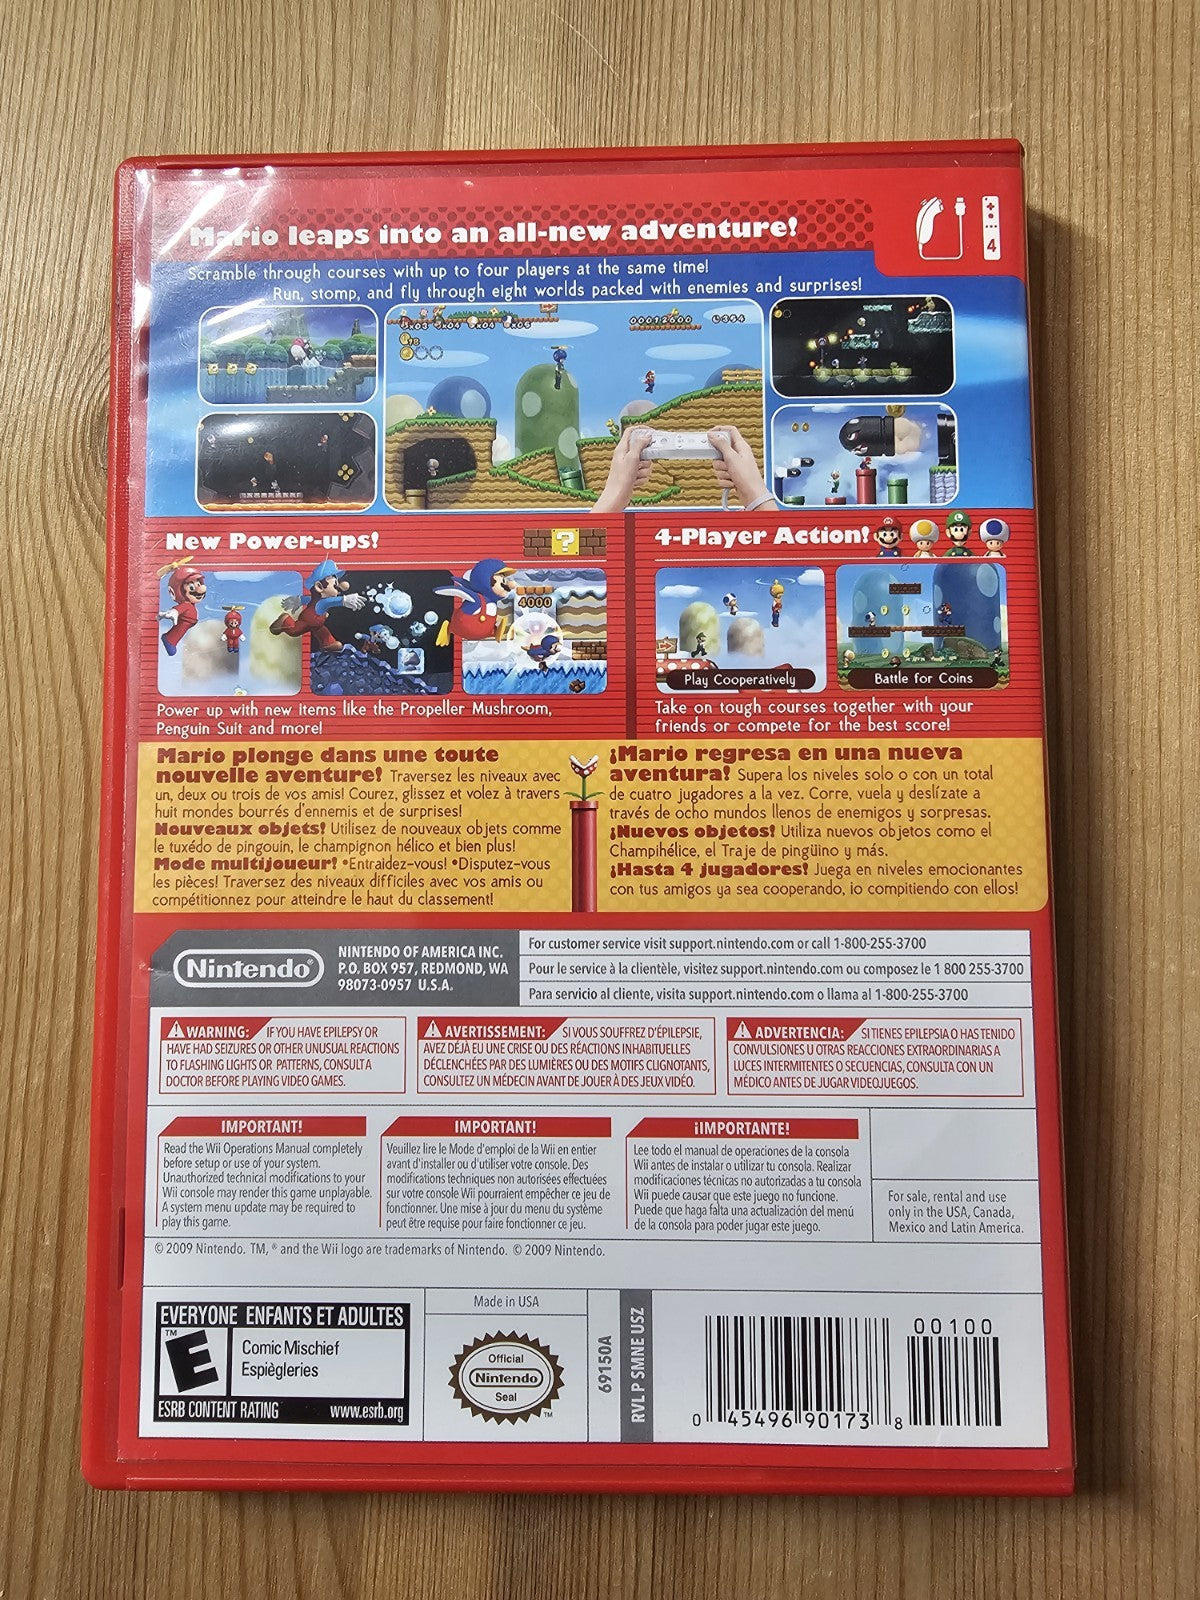 Mario leaps into an all-new adventure!
4
Scramble through courses with up to four players at the same time!
Run, stomp, and fly through eight worlds packed with enemies and surprises!
00012600
354
New Power-ups!
?
4-Player Action!
4000
Play Cooperatively
Battle for Coins
Power up with new items like the Propeller Mushroom,
Penguin Suit and more!
Take on tough courses together with your
friends or compete for the best score!
Mario plonge dans une toute
nouvelle aventure! Traversez les niveaux avec
un, deux ou trois de vos amis! Courez, glissez et volez à travers
huit mondes bourrés d'ennemis et de surprises!
Nouveaux objets! Utilisez de nouveaux objets comme
le tuxédo de pingouin, le champignon hélico et bien plus!
Mode multijoueur! •Entraidez-vous! •Disputez-vous
les pièces! Traversez des niveaux difficiles avec vos amis ou
compétitionnez pour atteindre le haut du classement!
¡Mario regresa en una nueva
aventura! Supera los niveles solo o con un total
de cuatro jugadores a la vez. Corre, vuela y deslízate a
través de ocho mundos llenos de enemigos y sorpresas.
¡Nuevos objetos! Utiliza nuevos objetos como el
Champihélice, el Traje de pingüino y más.
¡Hasta 4 jugadores! Juega en niveles emocionantes
con tus amigos ya sea cooperando, ¡o compitiendo con ellos!
Nintendo
NINTENDO OF AMERICA INC.
P.O. BOX 957, REDMOND, WA
98073-0957 U.S.A.
For customer service visit support.nintendo.com or call 1-800-255-3700
Pour le service à la clientèle, visitez support.nintendo.com ou composez le 1 800 255-3700
Para servicio al cliente, visita support.nintendo.com o llama al 1-800-255-3700
WARNING: IF YOU HAVE EPILEPSY OR
HAVE HAD SEIZURES OR OTHER UNUSUAL REACTIONS
TO FLASHING LIGHTS OR PATTERNS, CONSULT A
DOCTOR BEFORE PLAYING VIDEO GAMES.
AVERTISSEMENT: SI VOUS SOUFFREZ D'ÉPILEPSIE,
AVEZ DÉJÀ EU UNE CRISE OU DES RÉACTIONS INHABITUELLES
DÉCLENCHÉES PAR DES LUMIÈRES OU DES MOTIFS CLIGNOTANTS,
CONSULTEZ UN MÉDECIN AVANT DE JOUER À DES JEUX VIDÉO.
ADVERTENCIA: SI TIENES EPILEPSIA O HAS TENIDO
CONVULSIONES U OTRAS REACCIONES EXTRAORDINARIAS A
LUCES INTERMITENTES O SECUENCIAS, CONSULTA CON UN
MÉDICO ANTES DE JUGAR VIDEOJUEGOS.
IMPORTANT!
Read the Wii Operations Manual completely
before setup or use of your system.
Unauthorized technical modifications to your
Wii console may render this game unplayable.
A system menu update may be required to
play this game.
IMPORTANT!
Veuillez lire le Mode d'emploi de la Wii en entier
avant d'installer ou d'utiliser votre console. Des
modifications techniques non autorisées effectuées
sur votre console Wii pourraient empêcher ce jeu de
fonctionner. Une mise à jour du menu du système
peut être requise pour faire fonctionner ce jeu.
¡IMPORTANTE!
Lee todo el manual de operaciones de la consola
Wii antes de instalar o utilizar tu consola. Realizar
modificaciones técnicas no autorizadas a tu consola
Wii puede causar que este juego no funcione.
Puede que haga falta una actualización del menú
de la consola para poder jugar este juego.
For sale, rental and use
only in the USA, Canada,
Mexico and Latin America.
© 2009 Nintendo. TM, ® and the Wii logo are trademarks of Nintendo. © 2009 Nintendo.
EVERYONE ENFANTS ET ADULTES
TM
E
Comic Mischief
Espiègleries
ESRB CONTENT RATING www.esrb.org
Made in USA
Official
Nintendo
Seal
TM
69150A
RVL P SMNE USZ
00100
0 45496 90173 8